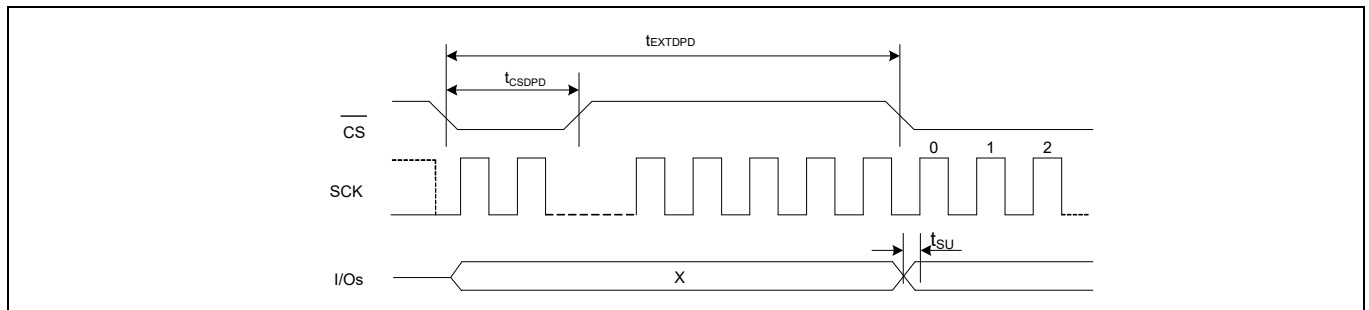 tEXTDPD
tCSDPD
CS
0 1 2
SCK
tSU
I/Os
X